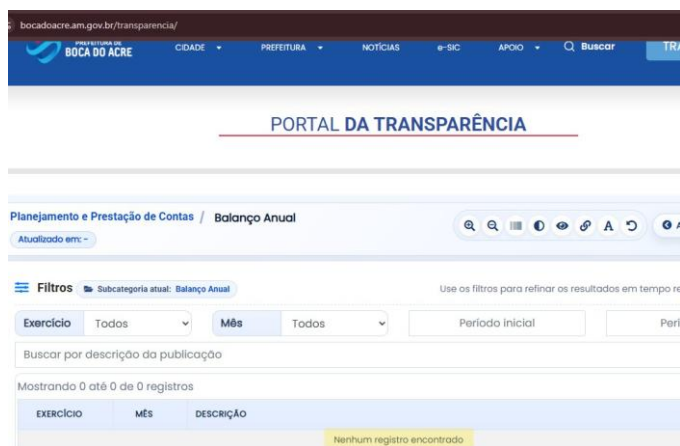 bocadoacre.am.gov.br/transparencia/
PREFEITURA DE
BOCA DO ACRE
CIDADE
PREFEITURA
NOTÍCIAS
e-SIC
APOIO
Buscar
PORTAL DA TRANSPARÊNCIA
Planejamento e Prestação de Contas / Balanço Anual
A
Atualizado em: -
Filtros
Subcategoria atual: Balanço Anual
Use os filtros para refinar os resultados em tempo
Exercício
Todos
Mês
Todos
Período inicial
Buscar por descrição da publicação
Mostrando 0 até 0 de 0 registros
EXERCÍCIO
MÊS
DESCRIÇÃO
Nenhum registro encontrado